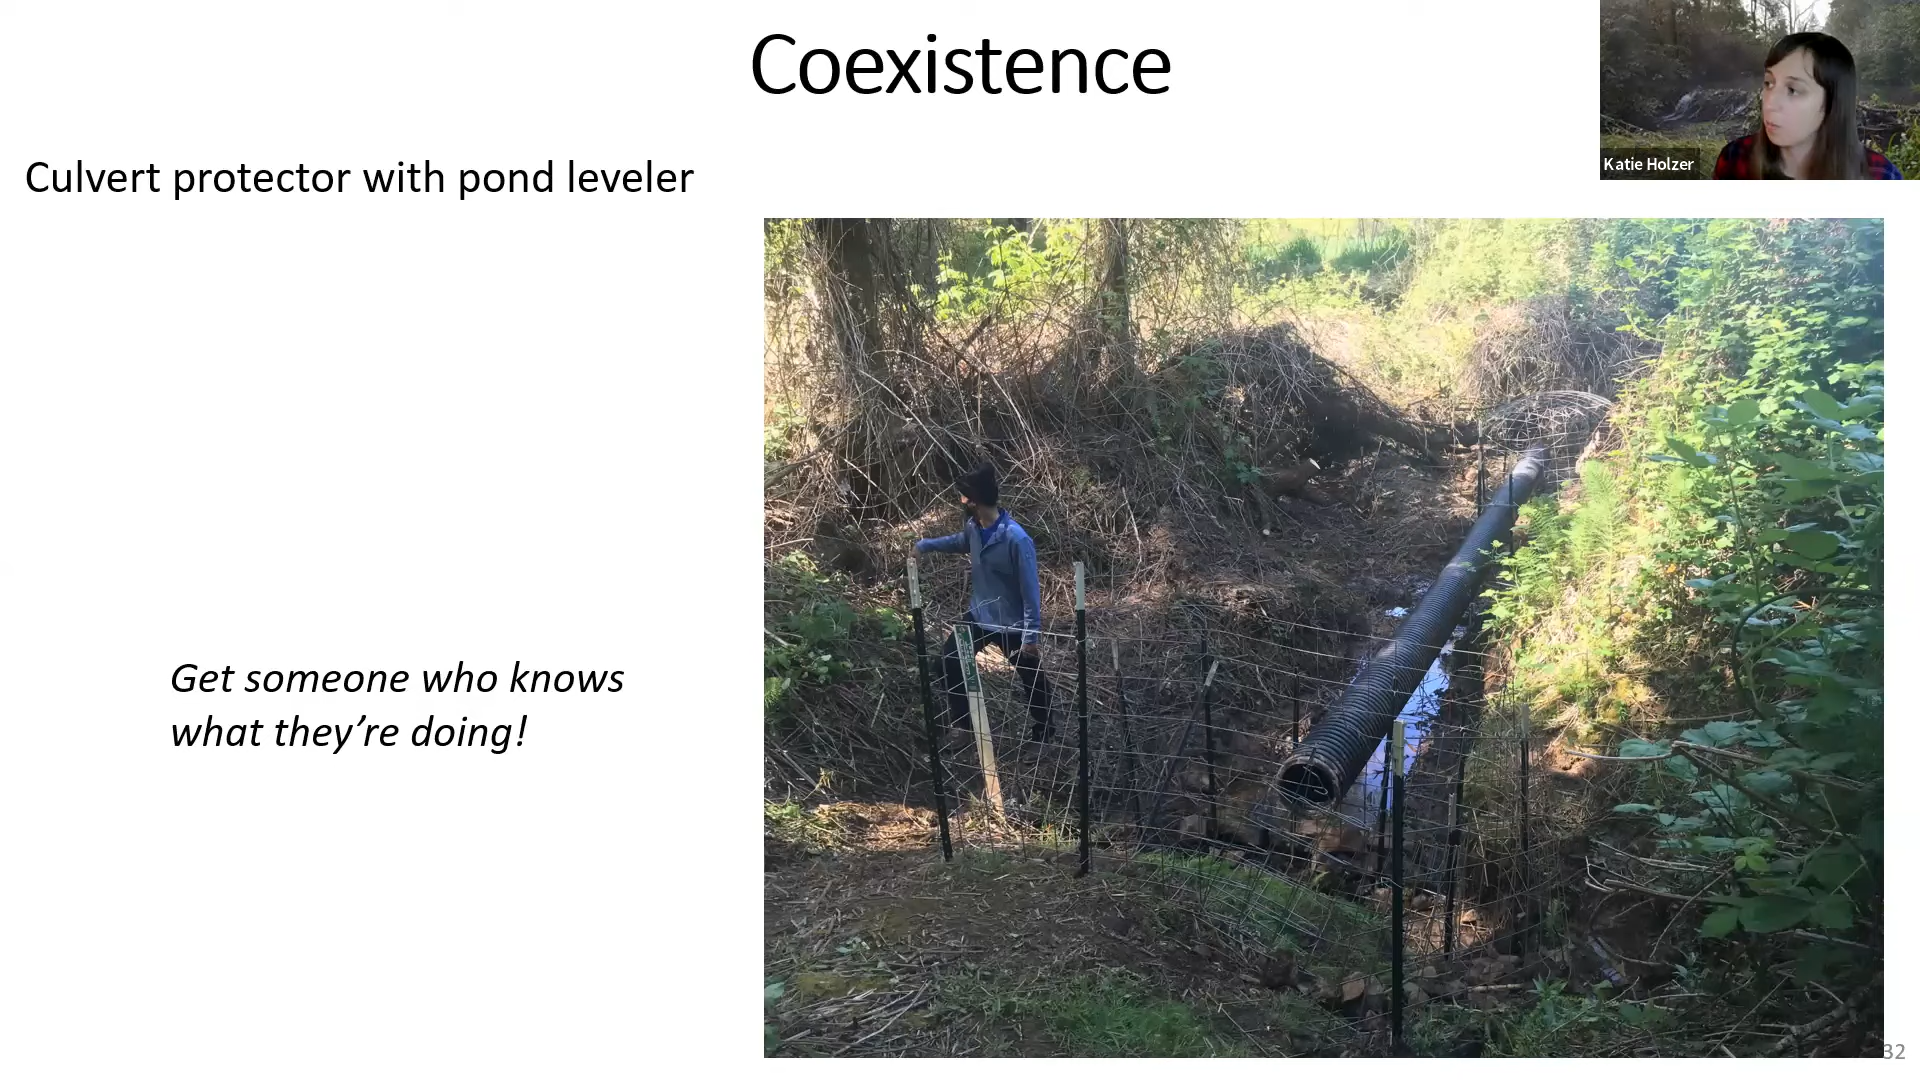 Coexistence
Katie Holzer
Culvert protector with pond leveler
Get someone who knows
what they’re doing!
32